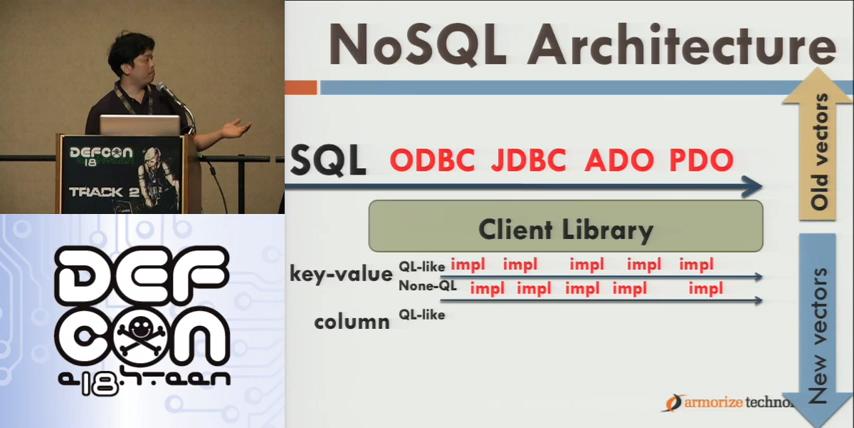 NoSQL Architecture
SQL ODBC JDBC ADO PDO
Client Library
key-value QL-like impl impl impl impl impl
None-QL impl impl impl impl impl
column QL-like
Old vectors
New vectors
armorize techno
DEFCON
18
TRACK 2
DEF
CON
e18hteen